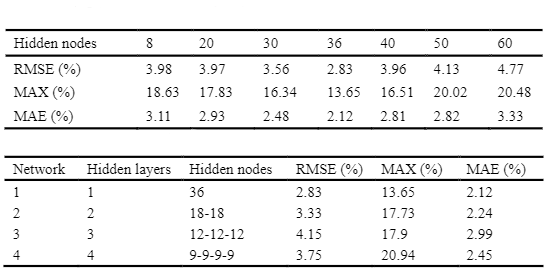 Hidden nodes 8 20 30 36 40 50 60
RMSE (%) 3.98 3.97 3.56 2.83 3.96 4.13 4.77
MAX (%) 18.63 17.83 16.34 13.65 16.51 20.02 20.48
MAE (%) 3.11 2.93 2.48 2.12 2.81 2.82 3.33
Network Hidden layers Hidden nodes RMSE (%) MAX (%) MAE (%)
1 1 36 2.83 13.65 2.12
2 2 18-18 3.33 17.73 2.24
3 3 12-12-12 4.15 17.9 2.99
4 4 9-9-9-9 3.75 20.94 2.45